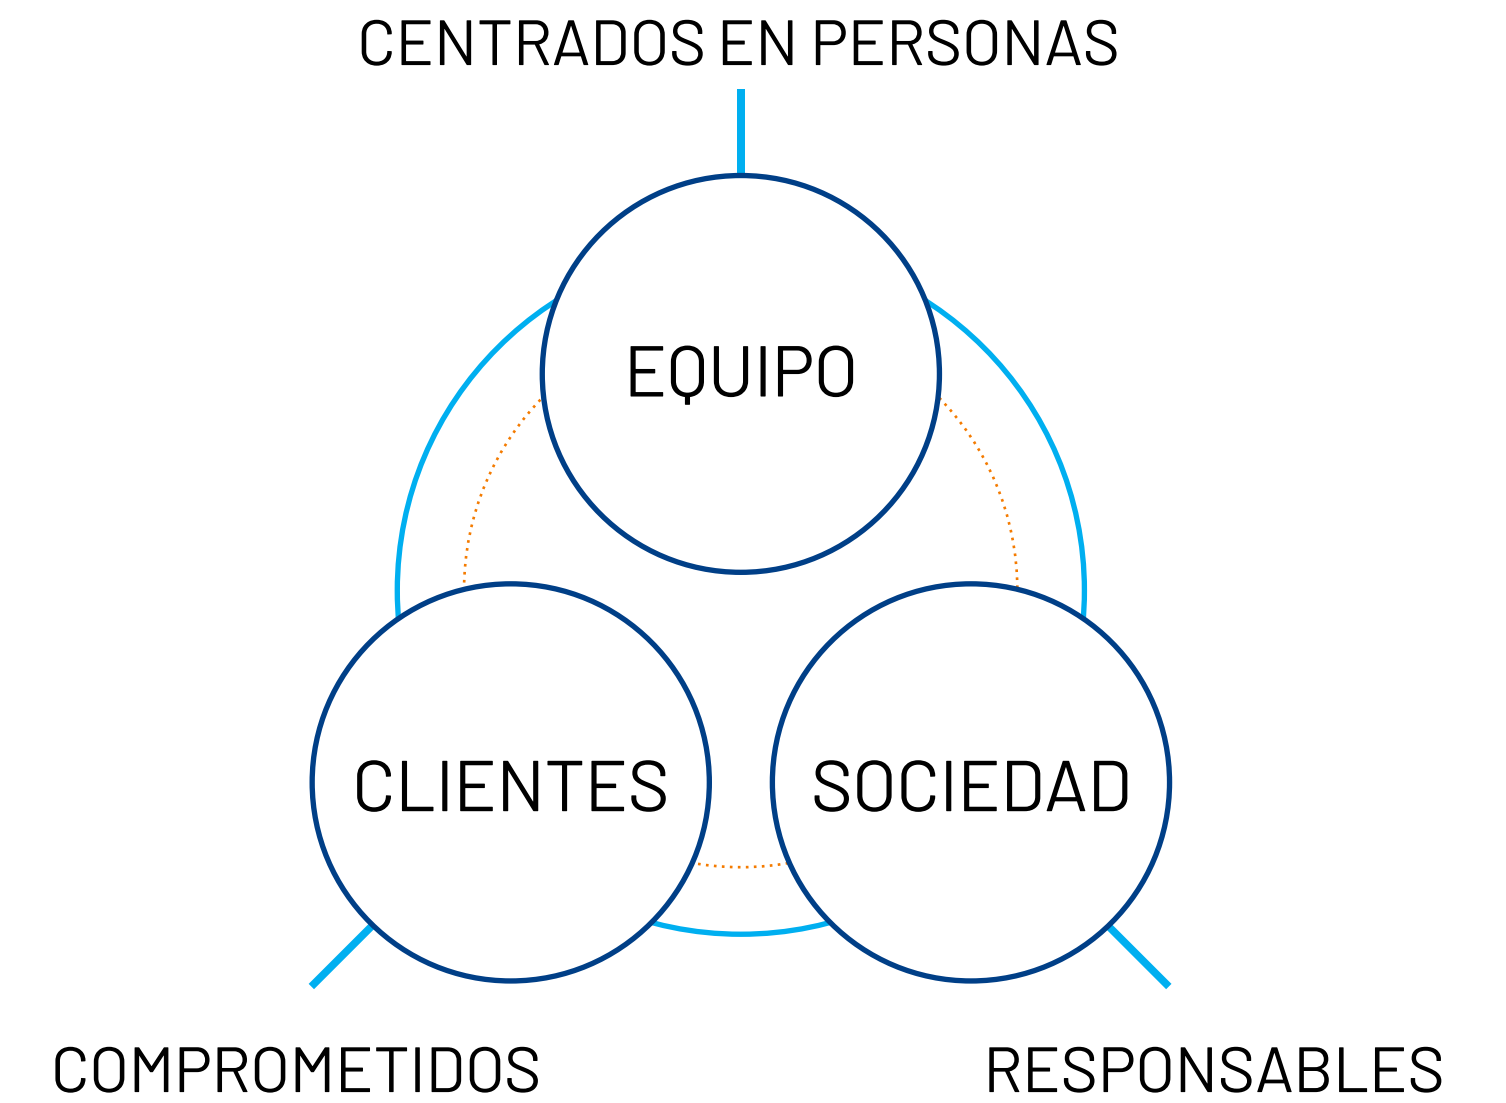 CENTRADOS EN PERSONAS
EQUIPO
CLIENTES
SOCIEDAD
COMPROMETIDOS
RESPONSABLES